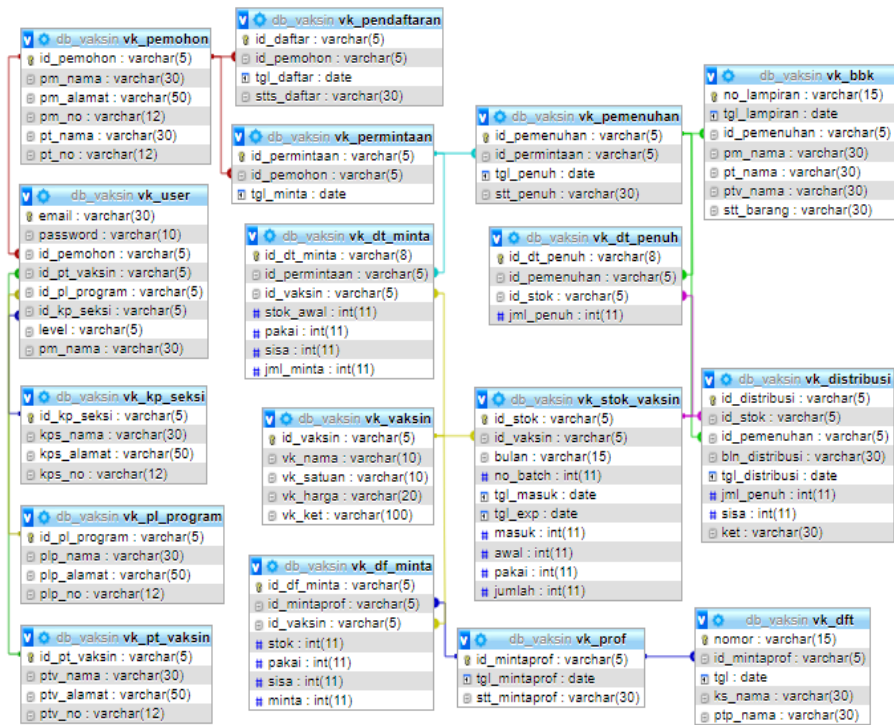 db_vaksin vk_pemohon
id_pemohon : varchar(5)
pm_nama : varchar(30)
pm_alamat : varchar(50)
pm_no : varchar(12)
pt_nama : varchar(30)
pt_no : varchar(12)
db_vaksin vk_user
email : varchar(30)
password : varchar(10)
id_pemohon : varchar(5)
id_pt_vaksin : varchar(5)
id_pl_program : varchar(5)
id_kp_seksi : varchar(5)
level : varchar(5)
pm_nama : varchar(30)
db_vaksin vk_kp_seksi
id_kp_seksi : varchar(5)
kps_nama : varchar(30)
kps_alamat : varchar(50)
kps_no : varchar(12)
db_vaksin vk_pl_program
id_pl_program : varchar(5)
plp_nama : varchar(30)
plp_alamat : varchar(50)
plp_no : varchar(12)
db_vaksin vk_pt_vaksin
id_pt_vaksin : varchar(5)
ptv_nama : varchar(30)
ptv_alamat : varchar(50)
ptv_no : varchar(12)
db_vaksin vk_pendaftaran
id_daftar : varchar(5)
id_pemohon : varchar(5)
tgl_daftar : date
stts_daftar : varchar(30)
db_vaksin vk_permintaan
id_permintaan : varchar(5)
id_pemohon : varchar(5)
tgl_minta : date
db_vaksin vk_dt_minta
id_dt_minta : varchar(8)
id_permintaan : varchar(5)
id_vaksin : varchar(5)
# stok_awal : int(11)
# pakai : int(11)
# sisa : int(11)
# jml_minta : int(11)
db_vaksin vk_vaksin
id_vaksin : varchar(5)
vk_nama : varchar(10)
vk_satuan : varchar(10)
vk_harga : varchar(20)
vk_ket : varchar(100)
db_vaksin vk_df_minta
id_df_minta : varchar(5)
id_mintaprof : varchar(5)
id_vaksin : varchar(5)
# stok : int(11)
# pakai : int(11)
# sisa : int(11)
# minta : int(11)
db_vaksin vk_pemenuhan
id_pemenuhan : varchar(5)
id_permintaan : varchar(5)
tgl_penuh : date
stt_penuh : varchar(30)
db_vaksin vk_dt_penuh
id_dt_penuh : varchar(8)
id_pemenuhan : varchar(5)
id_stok : varchar(5)
# jml_penuh : int(11)
db_vaksin vk_stok_vaksin
id_stok : varchar(5)
id_vaksin : varchar(5)
bulan : varchar(15)
# no_batch : int(11)
tgl_masuk : date
tgl_exp : date
# masuk : int(11)
# awal : int(11)
# pakai : int(11)
# jumlah : int(11)
db_vaksin vk_prof
id_mintaprof : varchar(5)
tgl_mintaprof : date
stt_mintaprof : varchar(30)
db_vaksin vk_bbk
no_lampiran : varchar(15)
tgl_lampiran : date
id_pemenuhan : varchar(5)
pm_nama : varchar(30)
pt_nama : varchar(30)
ptv_nama : varchar(30)
stt_barang : varchar(30)
db_vaksin vk_distribusi
id_distribusi : varchar(5)
id_stok : varchar(5)
id_pemenuhan : varchar(5)
bln_distribusi : varchar(30)
tgl_distribusi : date
# jml_penuh : int(11)
# sisa : int(11)
ket : varchar(30)
db_vaksin vk_dft
nomor : varchar(15)
id_mintaprof : varchar(5)
tgl : date
ks_nama : varchar(30)
ptp_nama : varchar(30)